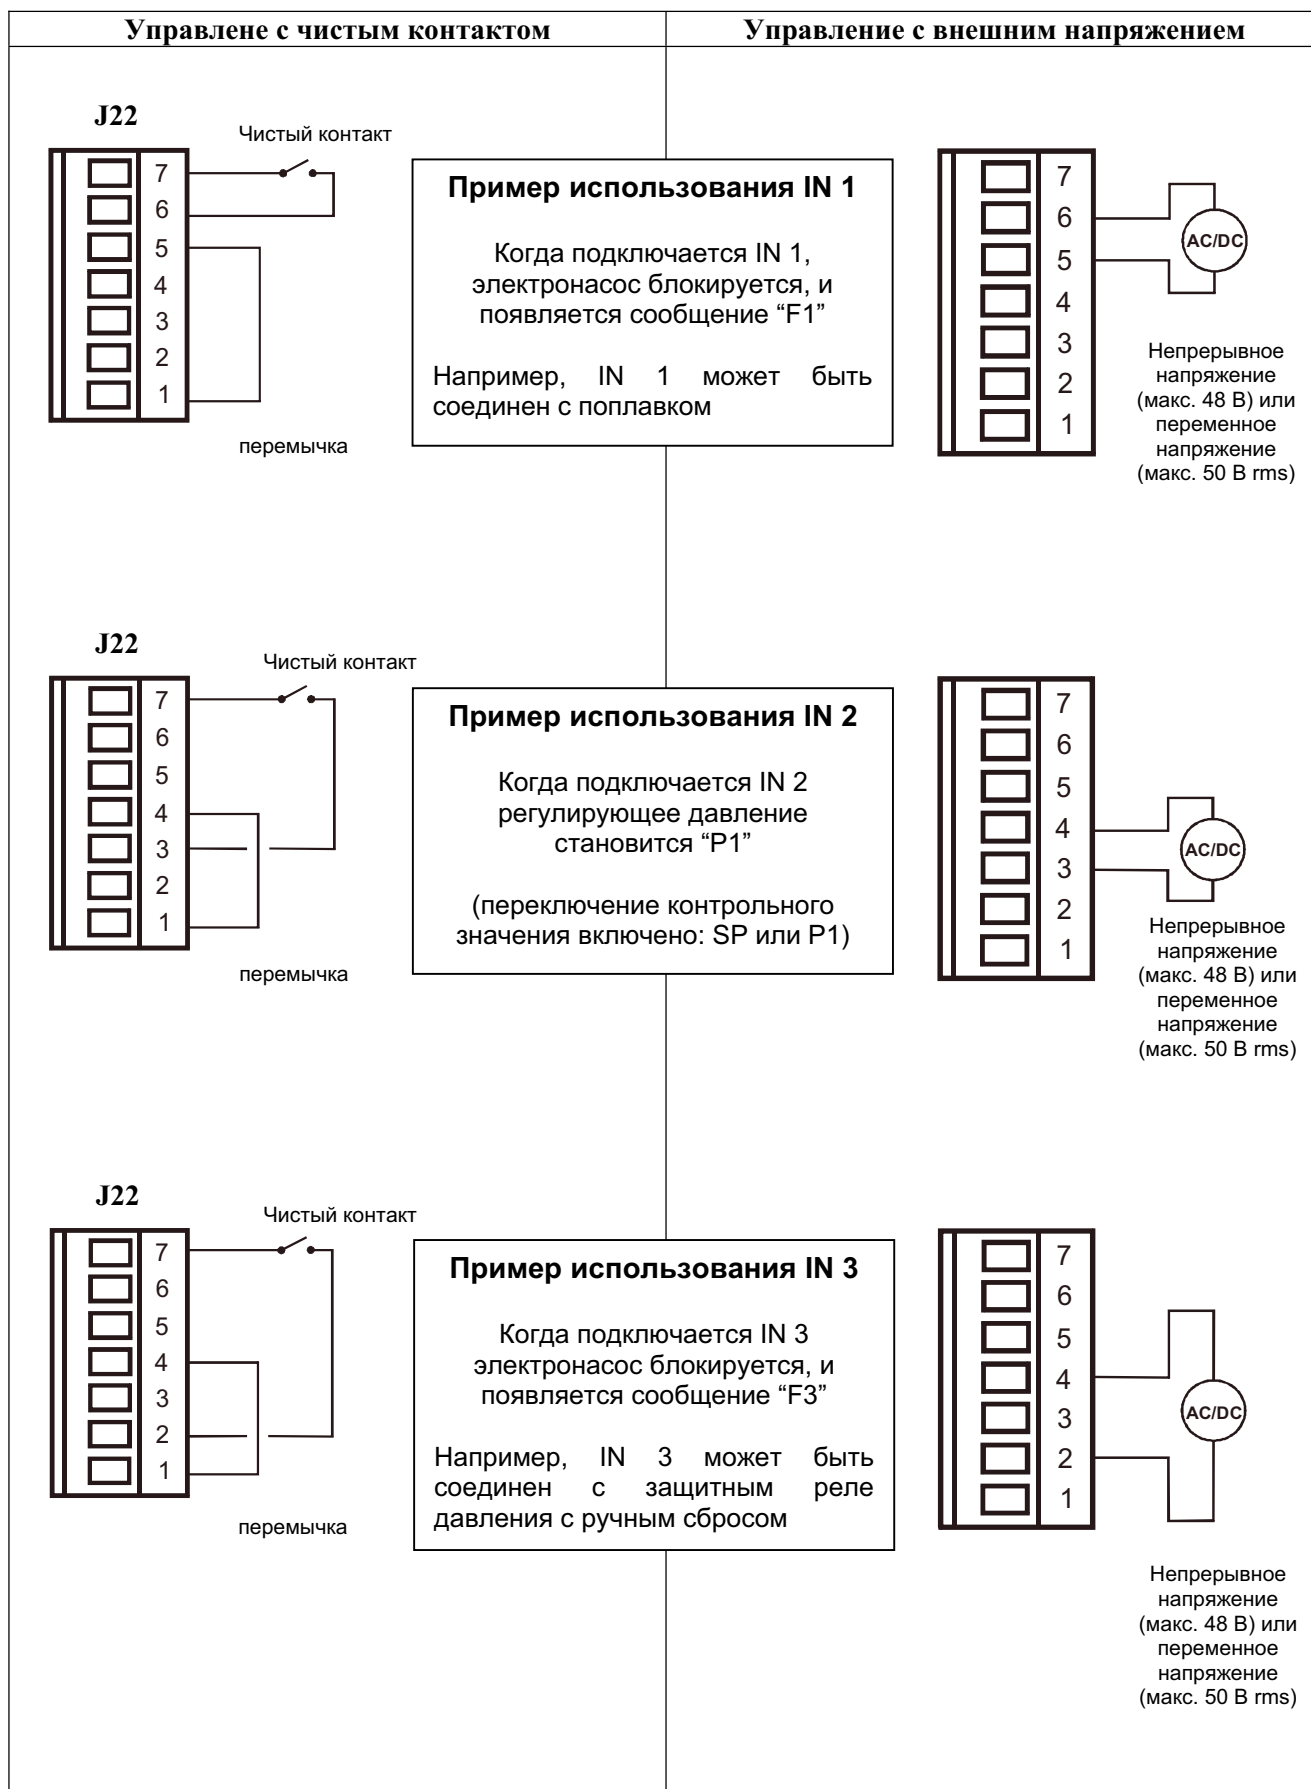 Управлене с чистым контактом
Управление с внешним напряжением
J22
Чистый контакт
7
6
5
4
3
2
1
перемычка
Пример использования IN 1
Когда подключается IN 1,
электронасос блокируется, и
появляется сообщение “F1”
Например, IN 1 может быть
соединен с поплавком
7
6
5
4
3
2
1
AC/DC
Непрерывное
напряжение
(макс. 48 В) или
переменное
напряжение
(макс. 50 В rms)
J22
Чистый контакт
7
6
5
4
3
2
1
перемычка
Пример использования IN 2
Когда подключается IN 2
регулирующее давление
становится “P1”
(переключение контрольного
значения включено: SP или P1)
7
6
5
4
3
2
1
AC/DC
Непрерывное
напряжение
(макс. 48 В) или
переменное
напряжение
(макс. 50 В rms)
J22
Чистый контакт
7
6
5
4
3
2
1
перемычка
Пример использования IN 3
Когда подключается IN 3
электронасос блокируется, и
появляется сообщение “F3”
Например, IN 3 может быть
соединен с защитным реле
давления с ручным сбросом
7
6
5
4
3
2
1
AC/DC
Непрерывное
напряжение
(макс. 48 В) или
переменное
напряжение
(макс. 50 В rms)